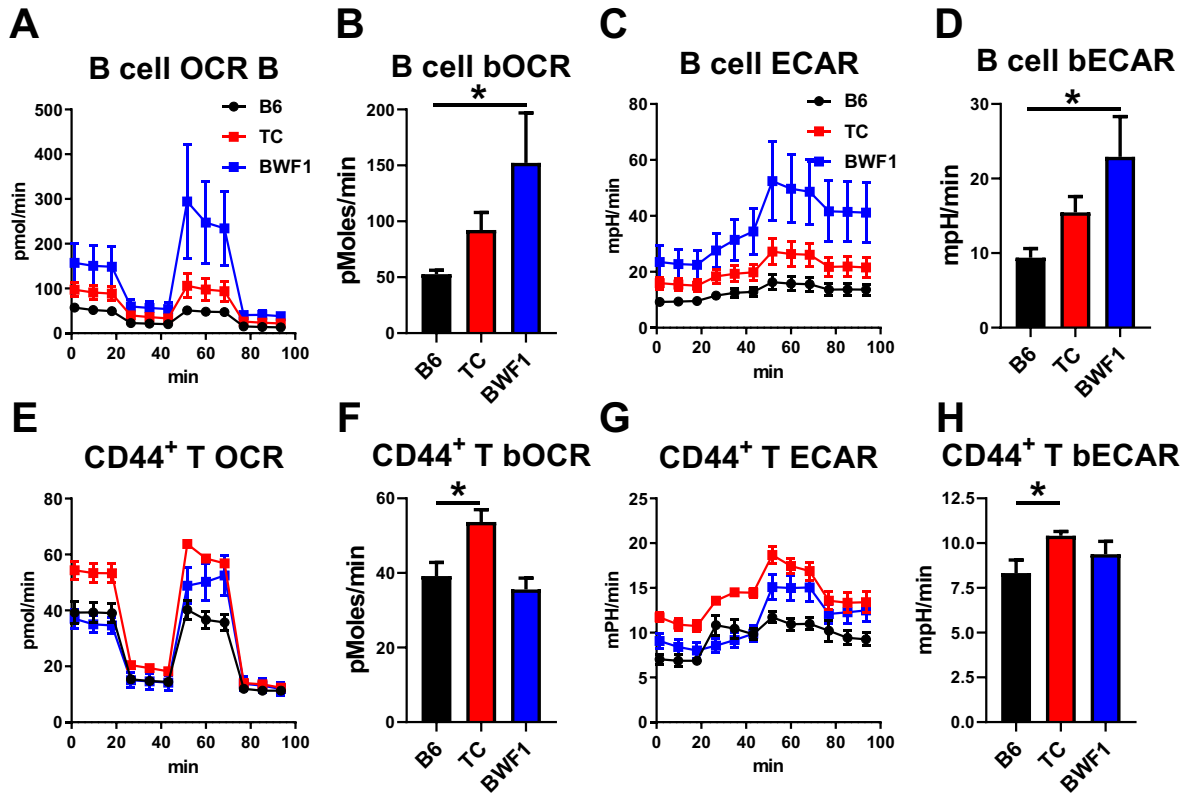 A
B cell OCR B
B6
TC
BWF1
pmol/min
500
400
300
200
100
0
0 20 40 60 80 100
min
B
B cell bOCR
*
pMoles/min
200
150
100
50
0
B6
TC
BWF1
C
B cell ECAR
B6
TC
BWF1
mpH/min
80
60
40
20
0
0 20 40 60 80 100
min
D
B cell bECAR
*
mpH/min
30
20
10
0
B6
TC
BWF1
E
CD44⁺ T OCR
pmol/min
80
60
40
20
0
0 20 40 60 80 100
min
F
CD44⁺ T bOCR
*
pMoles/min
60
40
20
0
B6
TC
BWF1
G
CD44⁺ T ECAR
mPH/min
25
20
15
10
5
0
0 20 40 60 80 100
min
H
CD44⁺ T bECAR
*
mpH/min
12.5
10.0
7.5
5.0
2.5
0.0
B6
TC
BWF1